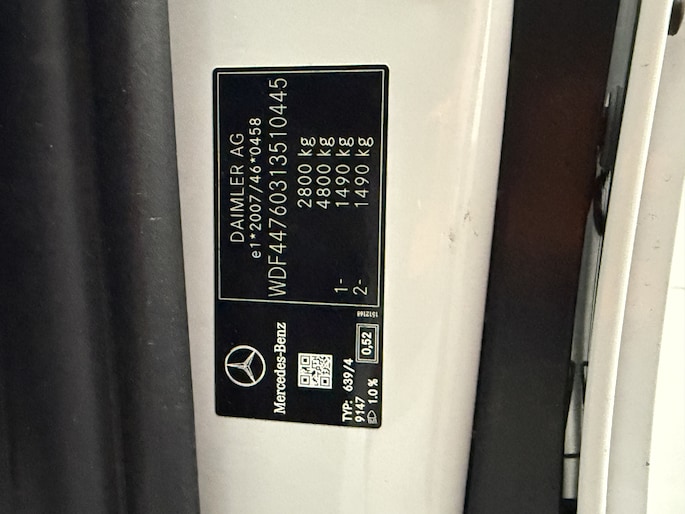 DAIMLER AG
e1*2007/46*0458
WDF44760313510445
2800 kg
4800 kg
1- 1490 kg
2- 1490 kg
Mercedes-Benz
TYP: 639/4
9147
1.0 %
0,52
1512168